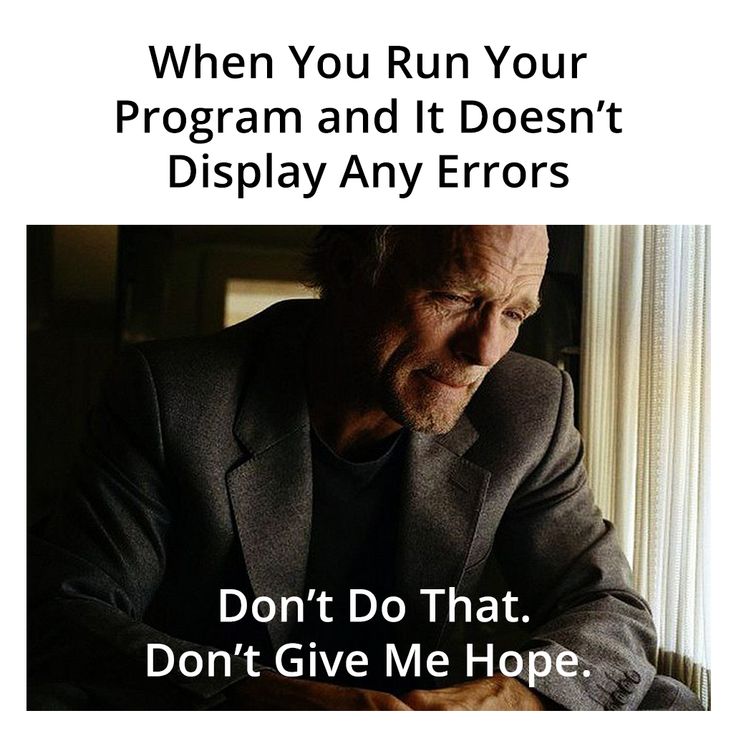 When You Run Your
Program and It Doesn’t
Display Any Errors
Don’t Do That.
Don’t Give Me Hope.